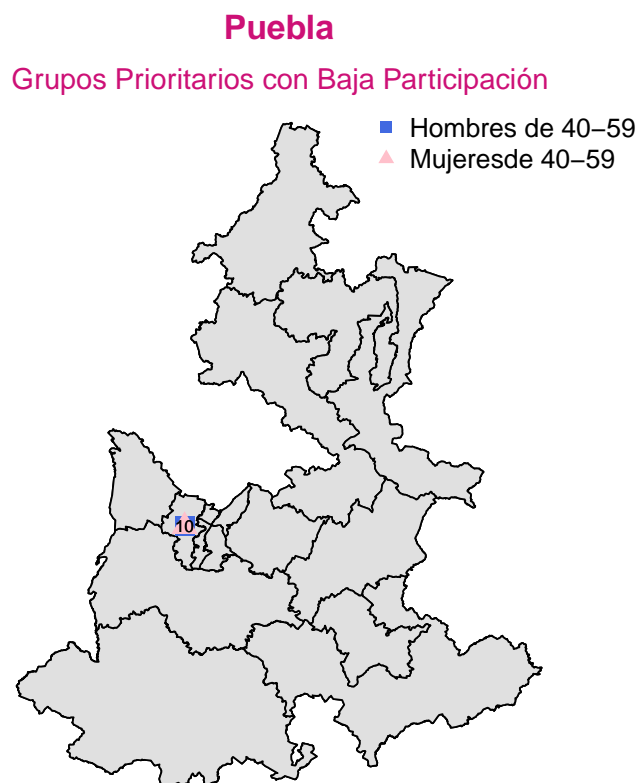 Puebla
Grupos Prioritarios con Baja Participación
Hombres de 40−59
Mujeresde 40−59
10